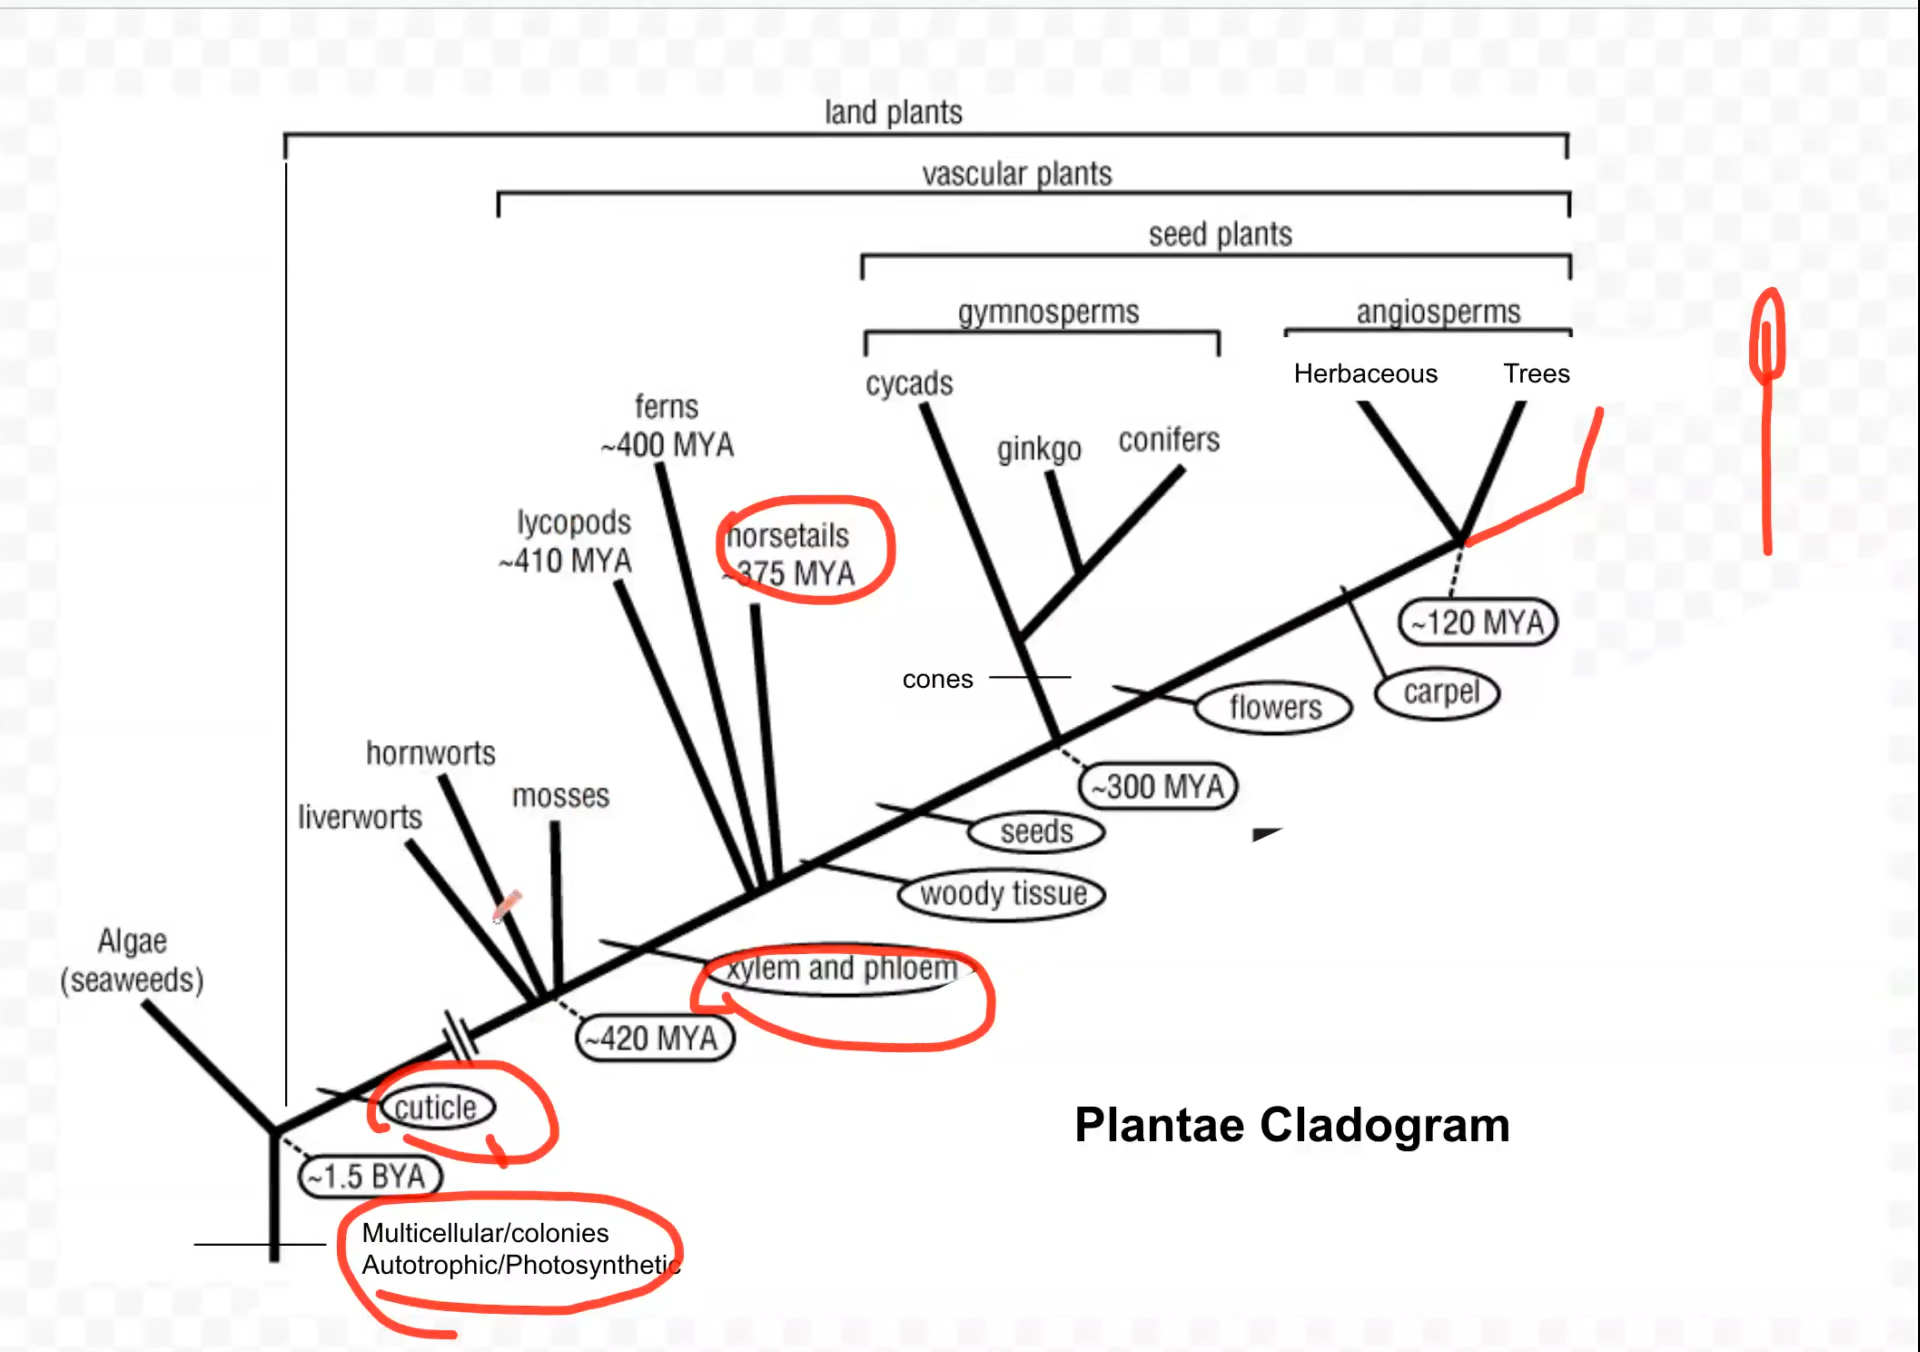 land plants
vascular plants
seed plants
gymnosperms
angiosperms
cycads
Herbaceous
Trees
ferns
~400 MYA
ginkgo
conifers
lycopods
~410 MYA
horsetails
~375 MYA
~120 MYA
cones
flowers
carpel
hornworts
mosses
liverworts
~300 MYA
seeds
woody tissue
Algae
(seaweeds)
xylem and phloem
~420 MYA
cuticle
Plantae Cladogram
~1.5 BYA
Multicellular/colonies
Autotrophic/Photosynthetic